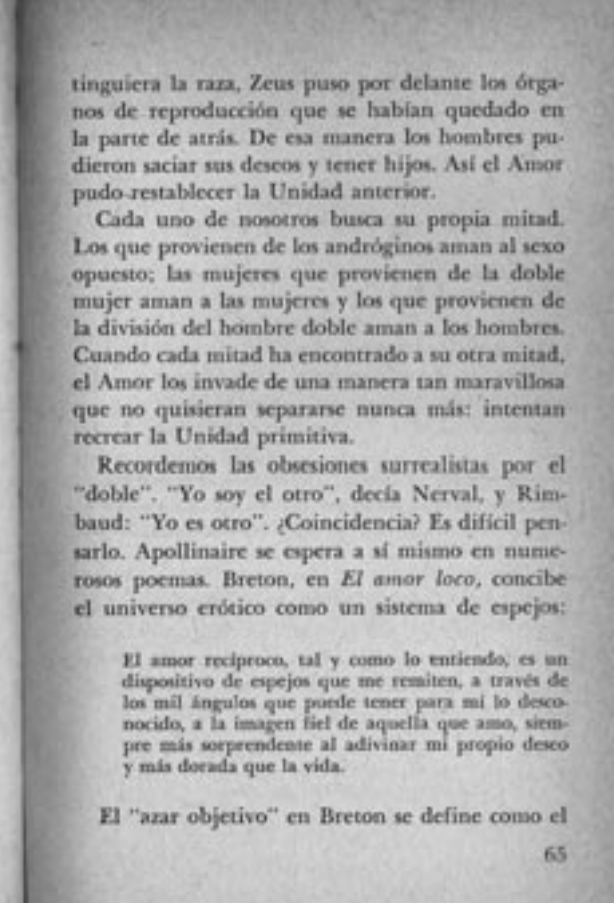 tinguiera la raza, Zeus puso por delante los órga-
nos de reproducción que se habían quedado en
la parte de atrás. De esa manera los hombres pu-
dieron saciar sus deseos y tener hijos. Así el Amor
pudo restablecer la Unidad anterior.
Cada uno de nosotros busca su propia mitad.
Los que provienen de los andróginos aman al sexo
opuesto; las mujeres que provienen de la doble
mujer aman a las mujeres y los que provienen de
la división del hombre doble aman a los hombres.
Cuando cada mitad ha encontrado a su otra mitad,
el Amor los invade de una manera tan maravillosa
que no quisieran separarse nunca más: intentan
recrear la Unidad primitiva.
Recordemos las obsesiones surrealistas por el
"doble". "Yo soy el otro", decía Nerval, y Rim-
baud: "Yo es otro". ¿Coincidencia? Es difícil pen-
sarlo. Apollinaire se espera a sí mismo en nume-
rosos poemas. Breton, en El amor loco, concibe
el universo erótico como un sistema de espejos:
El amor recíproco, tal y como lo entiendo, es un
dispositivo de espejos que me remiten, a través de
los mil ángulos que puede tener para mí lo desco-
nocido, a la imagen fiel de aquella que amo, siem-
pre más sorprendente al adivinar mi propio deseo
y más dorada que la vida.
El "azar objetivo" en Breton se define como el
65